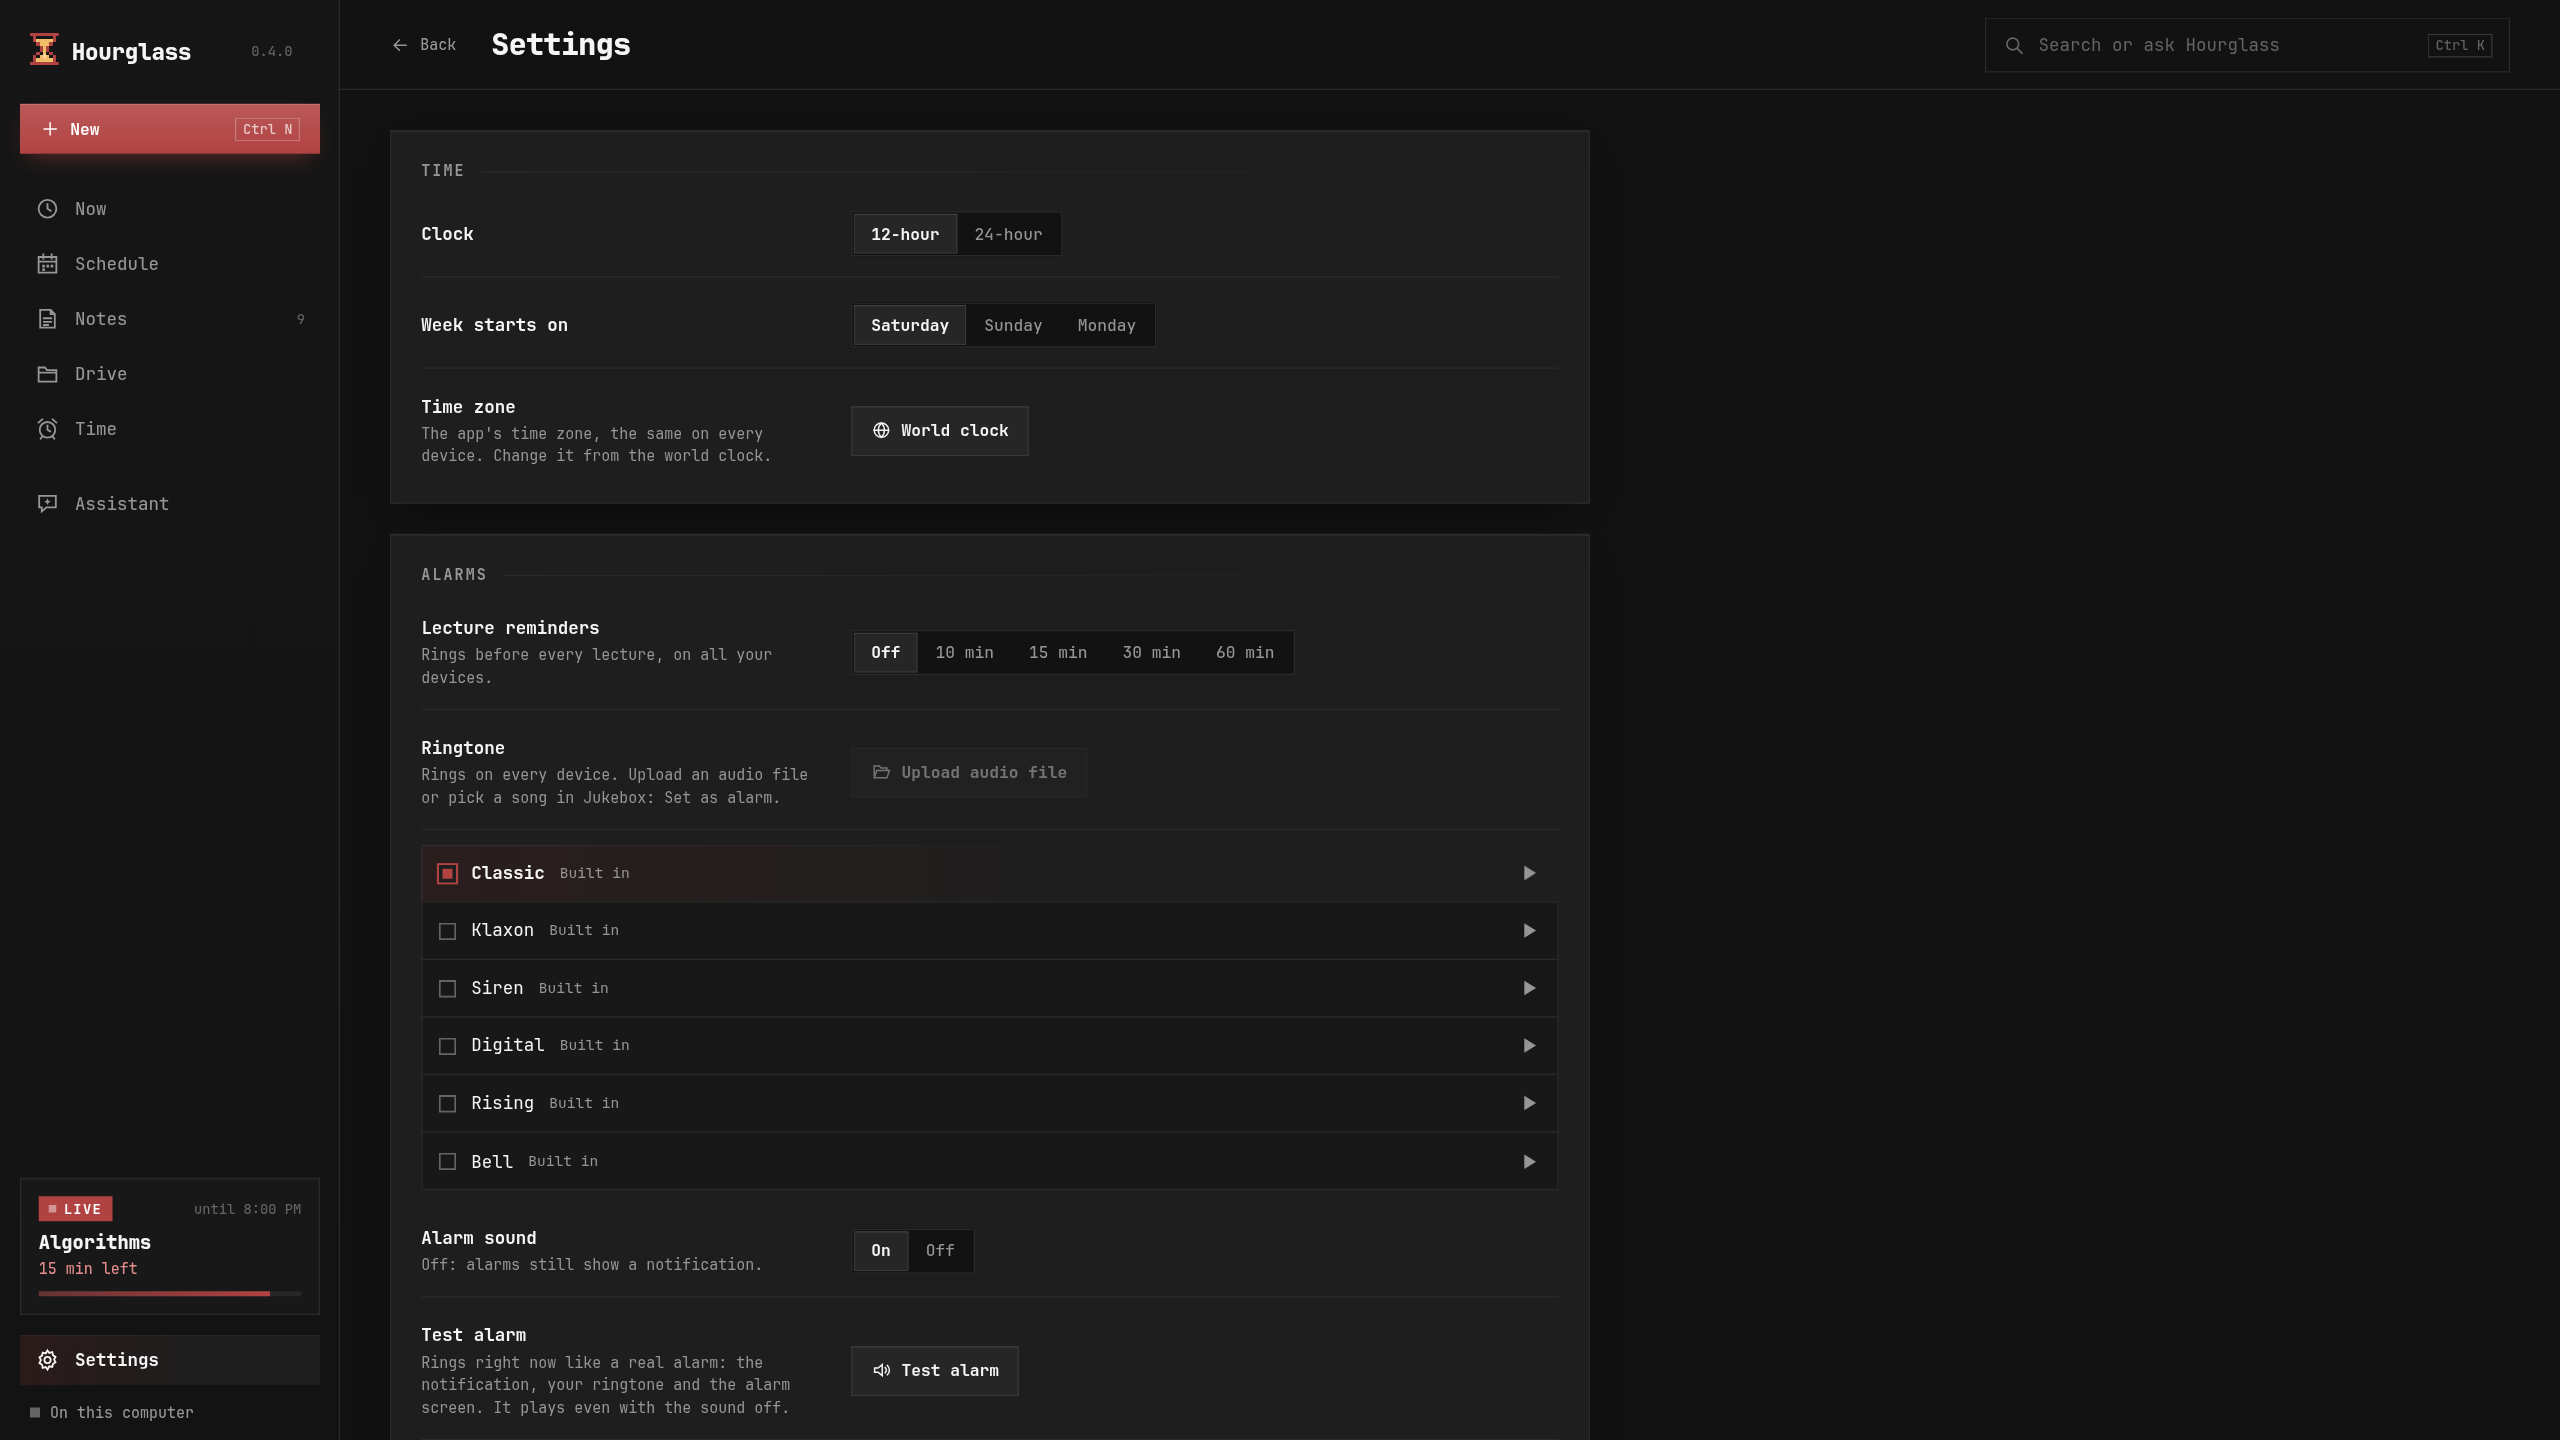 Hourglass 0.4.0
New Ctrl N
Now
Schedule
Notes 9
Drive
Time
Assistant
LIVE until 8:00 PM
Algorithms
15 min left
Settings
On this computer
Back Settings
Search or ask Hourglass Ctrl K
TIME
Clock 12-hour 24-hour
Week starts on Saturday Sunday Monday
Time zone
The app's time zone, the same on every
device. Change it from the world clock.
World clock
ALARMS
Lecture reminders
Rings before every lecture, on all your
devices.
Off 10 min 15 min 30 min 60 min
Ringtone
Rings on every device. Upload an audio file
or pick a song in Jukebox: Set as alarm.
Upload audio file
Classic Built in
Klaxon Built in
Siren Built in
Digital Built in
Rising Built in
Bell Built in
Alarm sound
Off: alarms still show a notification.
On Off
Test alarm
Rings right now like a real alarm: the
notification, your ringtone and the alarm
screen. It plays even with the sound off.
Test alarm